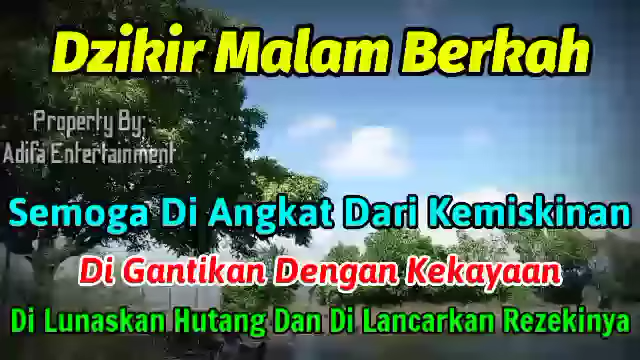 Dzikir Malam Berkah
Property By;
Adifa Entertainment
Semoga Di Angkat Dari Kemiskinan
Di Gantikan Dengan Kekayaan
Di Lunaskan Hutang Dan Di Lancarkan Rezekinya